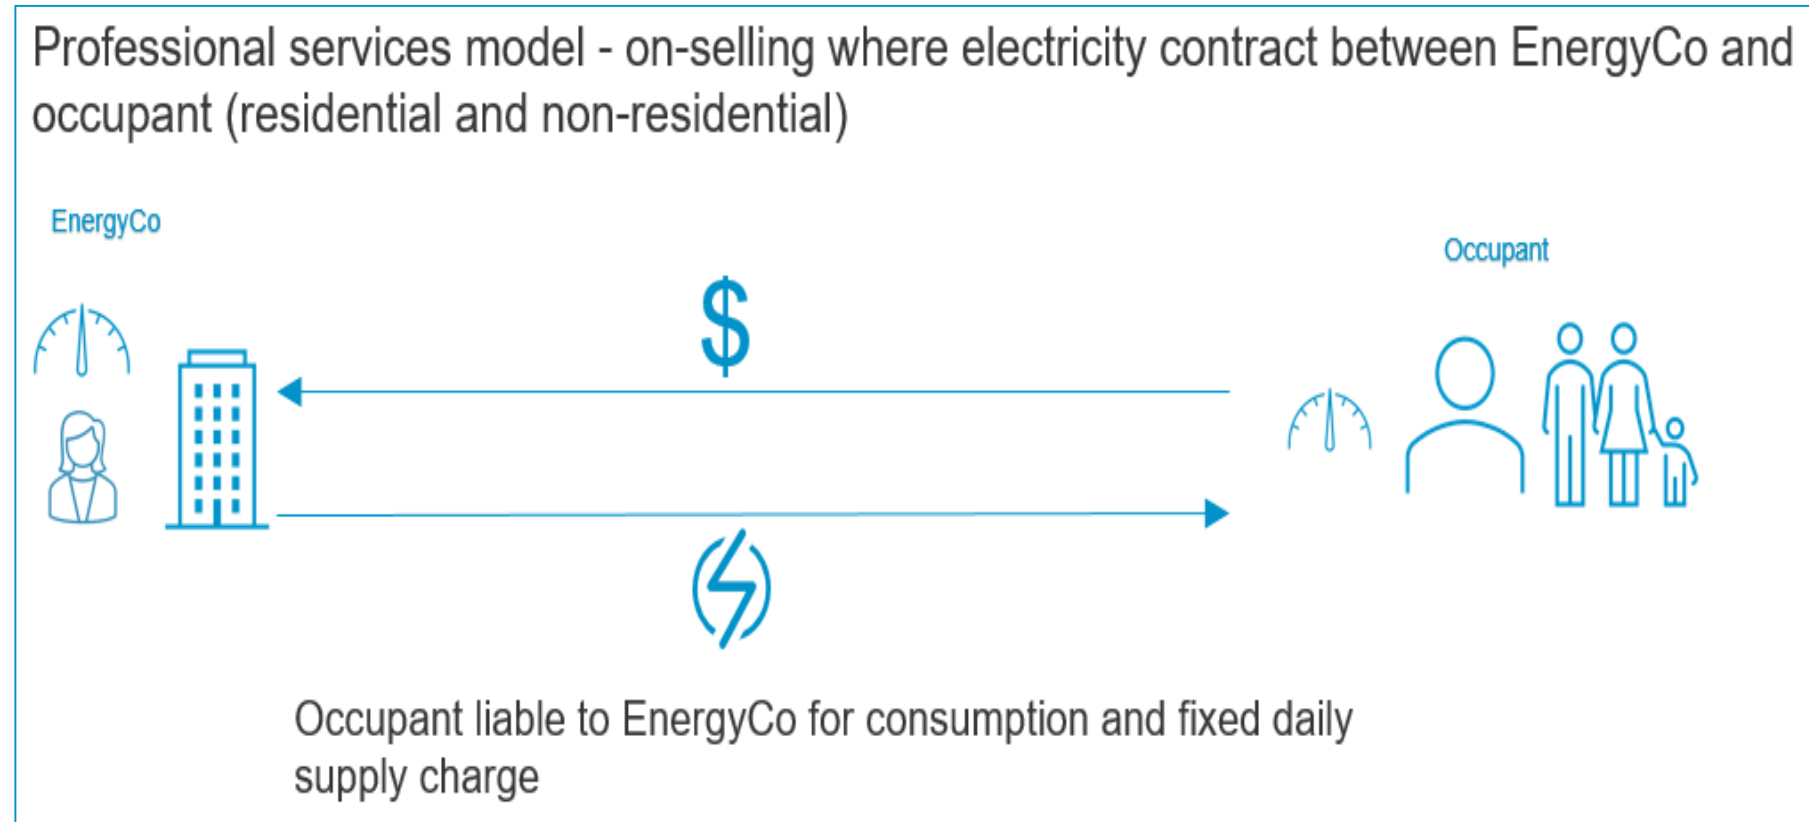 Professional services model - on-selling where electricity contract between EnergyCo and
occupant (residential and non-residential)
EnergyCo
Occupant
$
Occupant liable to EnergyCo for consumption and fixed daily
supply charge